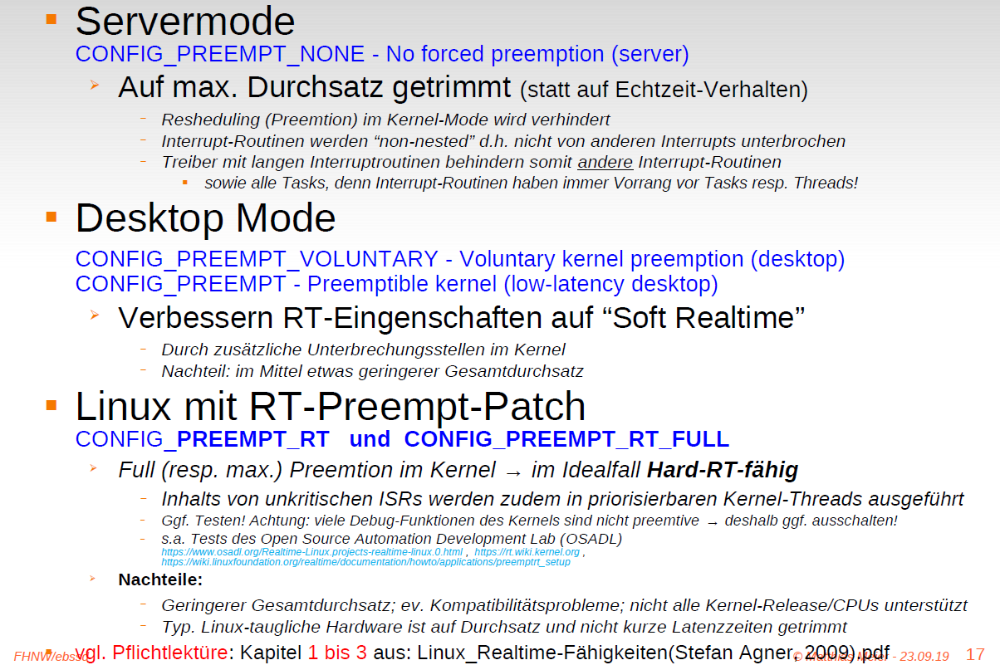 Servermode
CONFIG_PREEMPT_NONE - No forced preemption (server)
Auf max. Durchsatz getrimmt (statt auf Echtzeit-Verhalten)
Resheduling (Preemtion) im Kernel-Mode wird verhindert
Interrupt-Routinen werden “non-nested” d.h. nicht von anderen Interrupts unterbrochen
Treiber mit langen Interruptroutinen behindern somit andere Interrupt-Routinen
sowie alle Tasks, denn Interrupt-Routinen haben immer Vorrang vor Tasks resp. Threads!
Desktop Mode
CONFIG_PREEMPT_VOLUNTARY - Voluntary kernel preemption (desktop)
CONFIG_PREEMPT - Preemptible kernel (low-latency desktop)
Verbessern RT-Eingenschaften auf “Soft Realtime”
Durch zusätzliche Unterbrechungsstellen im Kernel
Nachteil: im Mittel etwas geringerer Gesamtdurchsatz
Linux mit RT-Preempt-Patch
CONFIG_PREEMPT_RT und CONFIG_PREEMPT_RT_FULL
Full (resp. max.) Preemtion im Kernel → im Idealfall Hard-RT-fähig
Inhalts von unkritischen ISRs werden zudem in priorisierbaren Kernel-Threads ausgeführt
Ggf. Testen! Achtung: viele Debug-Funktionen des Kernels sind nicht preemtive → deshalb ggf. ausschalten!
s.a. Tests des Open Source Automation Development Lab (OSADL)
https://www.osadl.org/Realtime-Linux.projects-realtime-linux.0.html , https://rt.wiki.kernel.org ,
https://wiki.linuxfoundation.org/realtime/documentation/howto/applications/preemptrt_setup
Nachteile:
Geringerer Gesamtdurchsatz; ev. Kompatibilitätsprobleme; nicht alle Kernel-Release/CPUs unterstützt
Typ. Linux-taugliche Hardware ist auf Durchsatz und nicht kurze Latenzzeiten getrimmt
vgl. Pflichtlektüre: Kapitel 1 bis 3 aus: Linux_Realtime-Fähigkeiten(Stefan Agner, 2009).pdf
FHNW/ebssd © Matthias Meier - 23.09.19 17